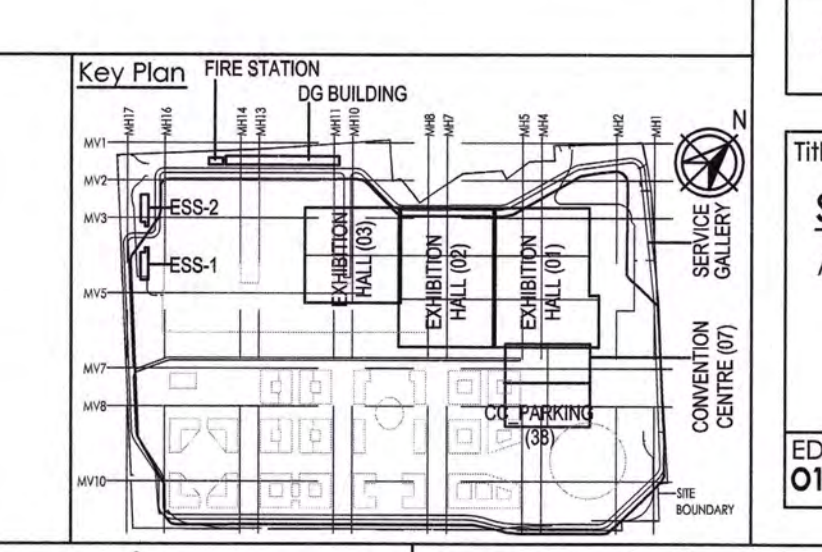 Key Plan
FIRE STATION
DG BUILDING
MH17
MH16
MH14
MH13
MH11
MH10
MH8
MH7
MH5
MH4
MH2
MH1
N
MV1
MV2
MV3
MV5
MV7
MV8
MV10
ESS-2
ESS-1
EXHIBITION
HALL (03)
EXHIBITION
HALL (02)
EXHIBITION
HALL (01)
SERVICE
GALLERY
CONVENTION
CENTRE (07)
CC PARKING
(38)
SITE
BOUNDARY
Titl
S
ED
01